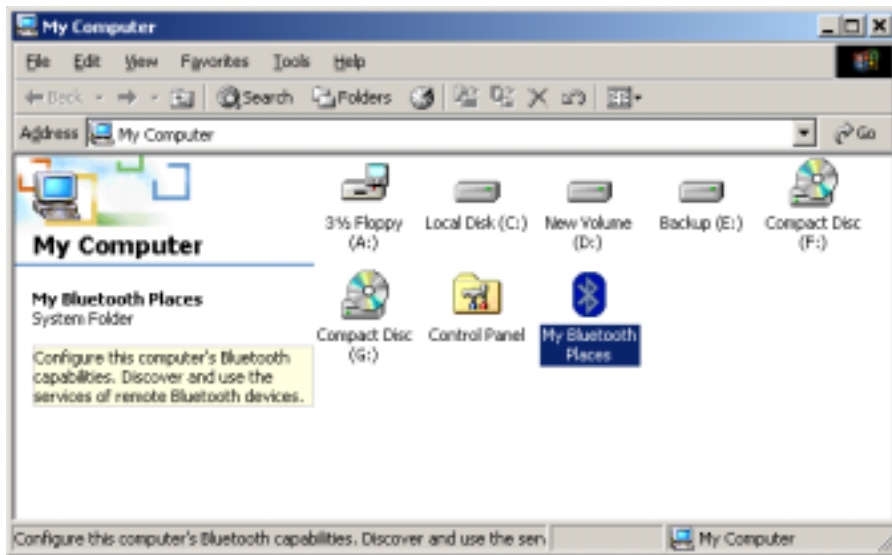 My Computer
File Edit View Favorites Tools Help
Back Search Folders
Address My Computer Go
My Computer
My Bluetooth Places
System Folder
Configure this computer's Bluetooth
capabilities. Discover and use the
services of remote Bluetooth devices.
3½ Floppy
(A:)
Local Disk (C:)
New Volume
(D:)
Backup (E:)
Compact Disc
(F:)
Compact Disc
(G:)
Control Panel
My Bluetooth
Places
Configure this computer's Bluetooth capabilities. Discover and use the ser
My Computer